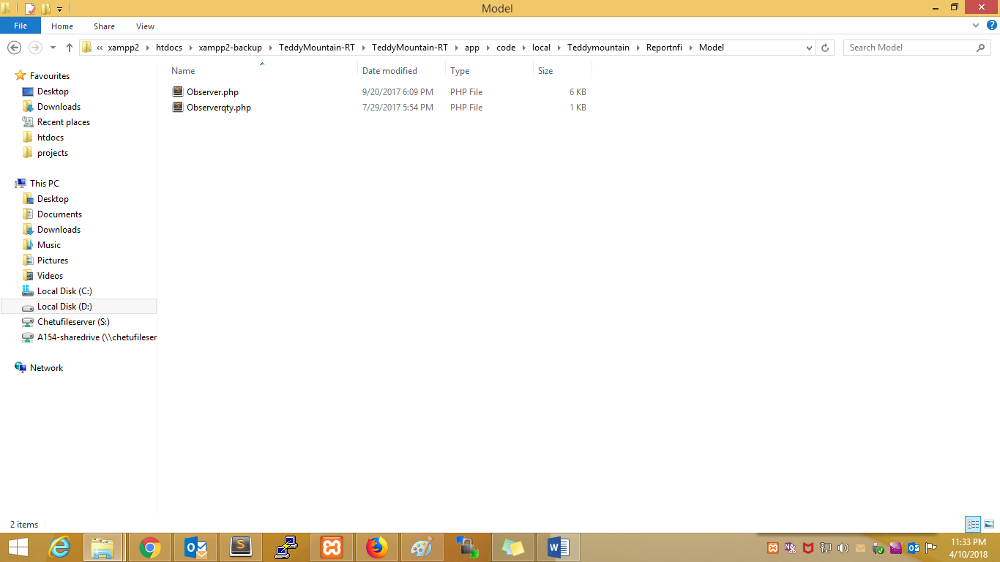 Model
File Home Share View
« xampp2 htdocs xampp2-backup TeddyMountain-RT TeddyMountain-RT app code local Teddymountain Reportnfi Model
Search Model
Name Date modified Type Size
Observer.php 9/20/2017 6:09 PM PHP File 6 KB
Observerqty.php 7/29/2017 5:54 PM PHP File 1 KB
Favourites
Desktop
Downloads
Recent places
htdocs
projects
This PC
Desktop
Documents
Downloads
Music
Pictures
Videos
Local Disk (C:)
Local Disk (D:)
Chetufileserver (S:)
A154-sharedrive (\\chetufileser
Network
2 items
11:33 PM
4/10/2018